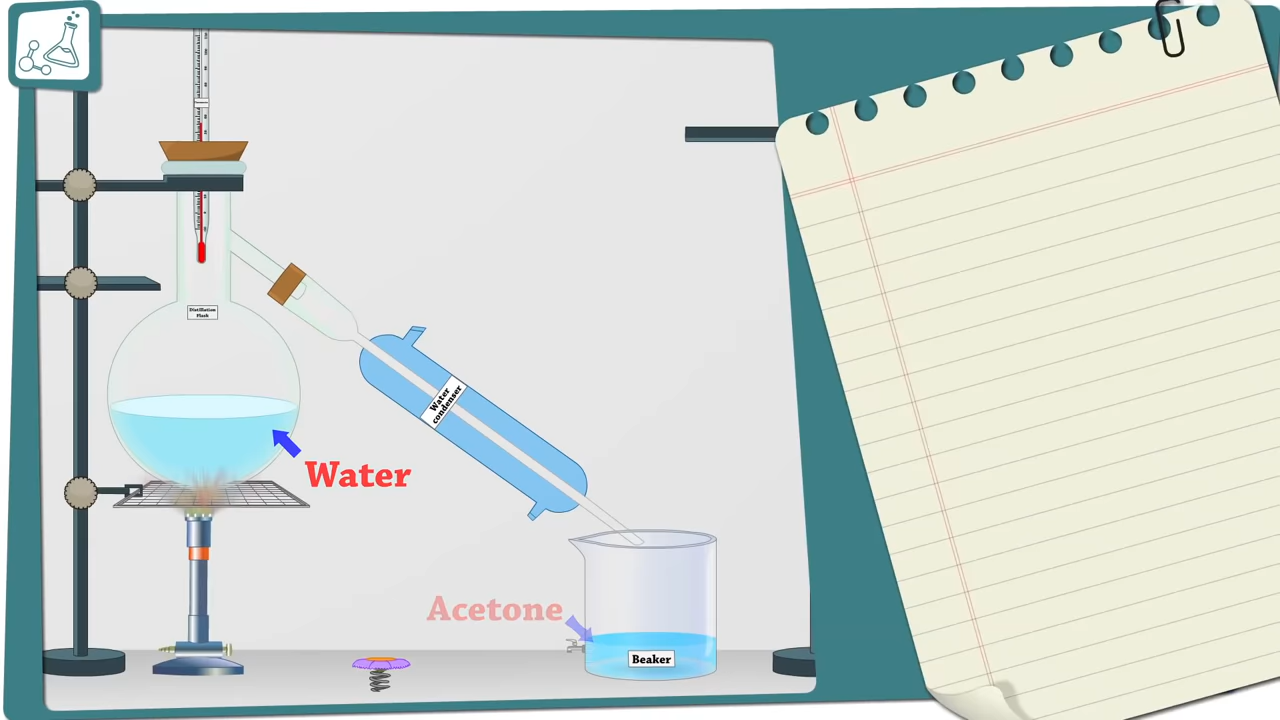 Distillation
Flask
Water
condenser
Water
Acetone
Beaker